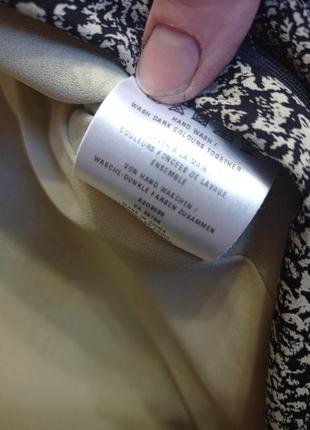 HAND WASH /
WASH DARK COLOURS TOGETHER
A LA MAIN
COULEURS FONCEES DE LAVAGE
ENSEMBLE
VON HAND WASCHEN /
WASCHE DUNKLE FARBEN ZUSAMMEN